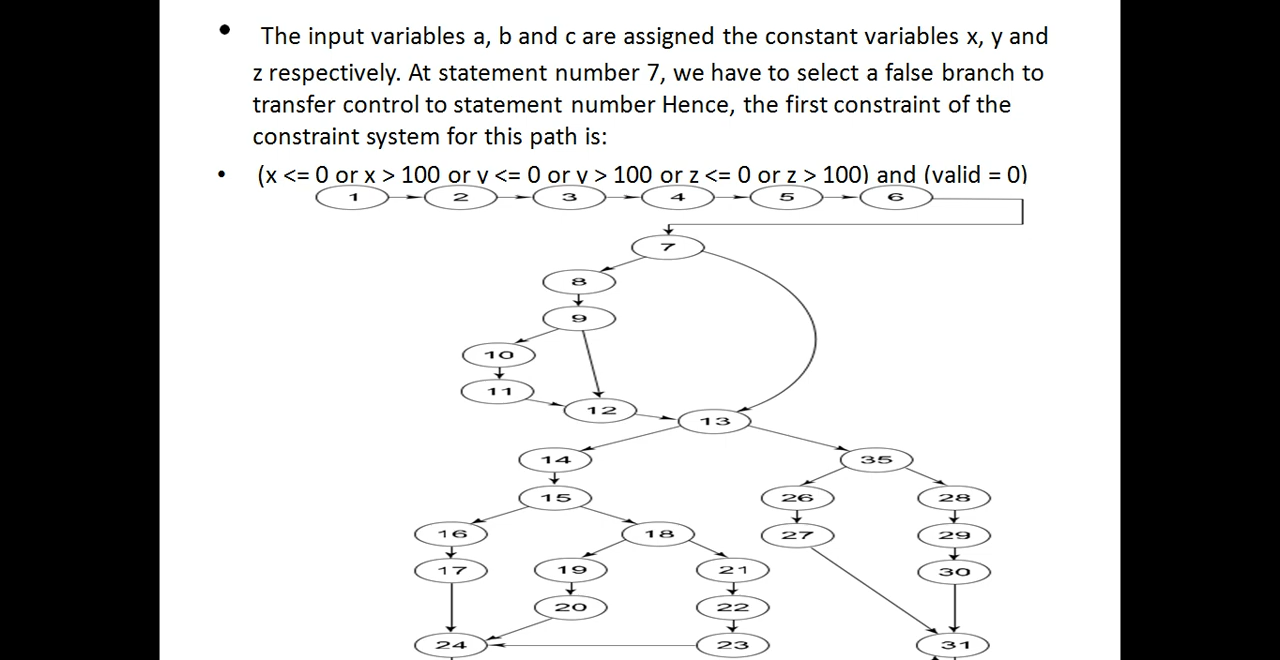 • The input variables a, b and c are assigned the constant variables x, y and
z respectively. At statement number 7, we have to select a false branch to
transfer control to statement number Hence, the first constraint of the
constraint system for this path is:
• (x <= 0 or x > 100 or y <= 0 or y > 100 or z <= 0 or z > 100) and (valid = 0)
1 2 3 4 5 6
7
8
9
10
11
12
13
14 35
15 26 28
16 18 27 29
17 19 21 30
20 22
24 23 31